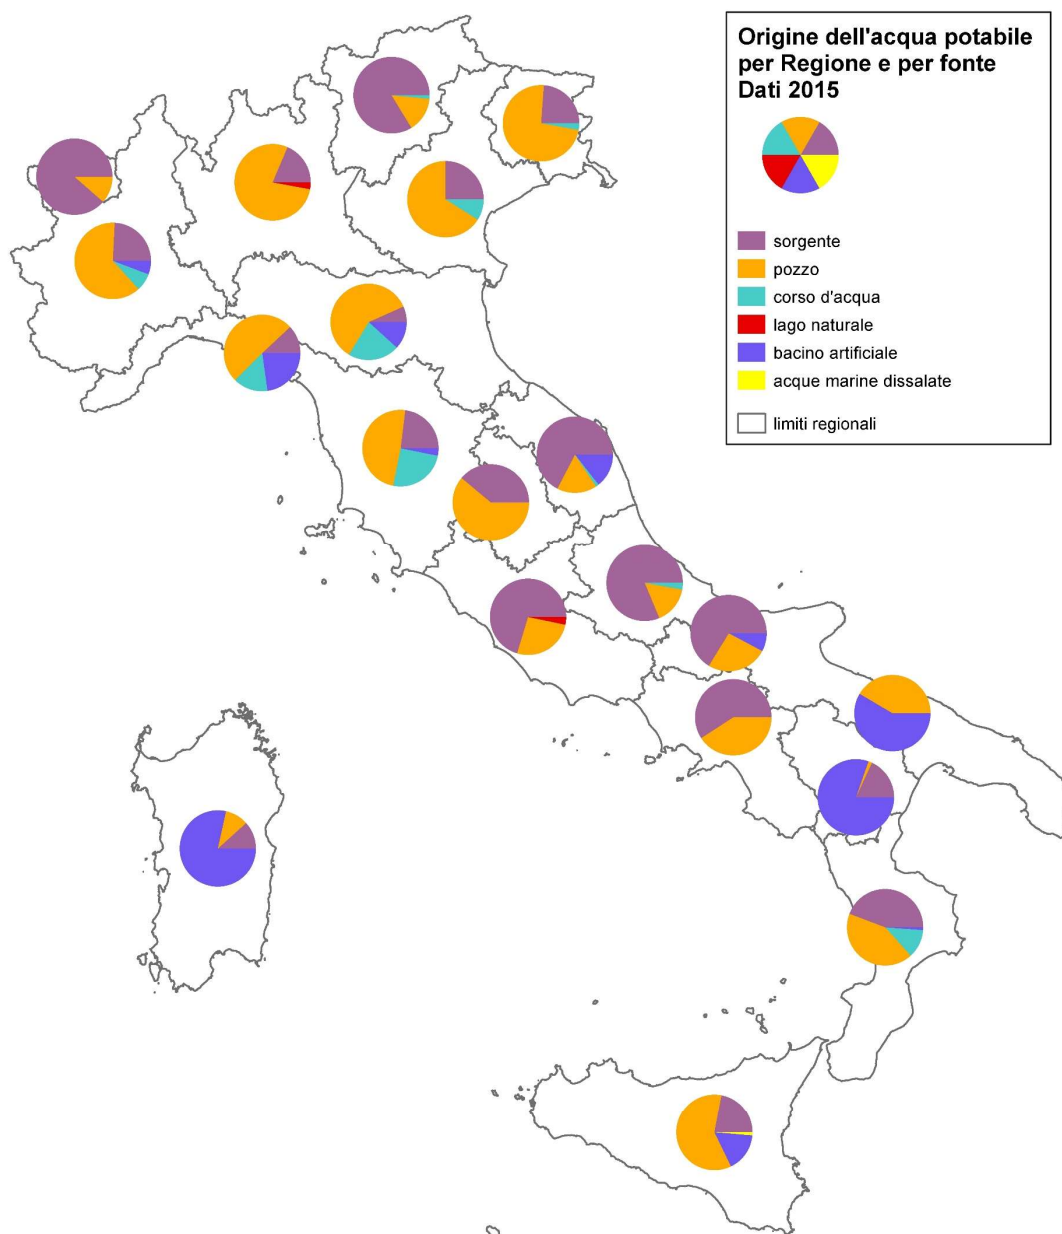 Origine dell'acqua potabile
per Regione e per fonte
Dati 2015
sorgente
pozzo
corso d'acqua
lago naturale
bacino artificiale
acque marine dissalate
limiti regionali